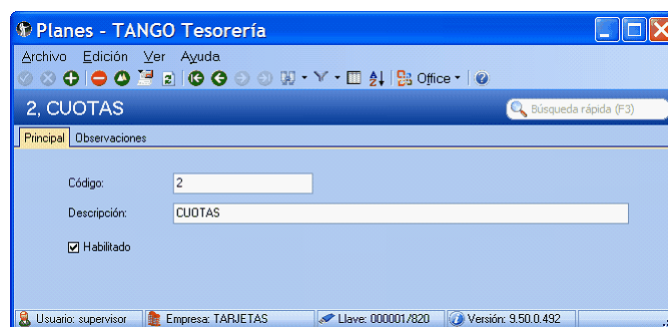 Planes - TANGO Tesorería
Archivo Edición Ver Ayuda
Office
2, CUOTAS
Búsqueda rápida (F3)
Principal Observaciones
Código: 2
Descripción: CUOTAS
Habilitado
Usuario: supervisor Empresa: TARJETAS Llave: 000001/820 Versión: 9.50.0.492